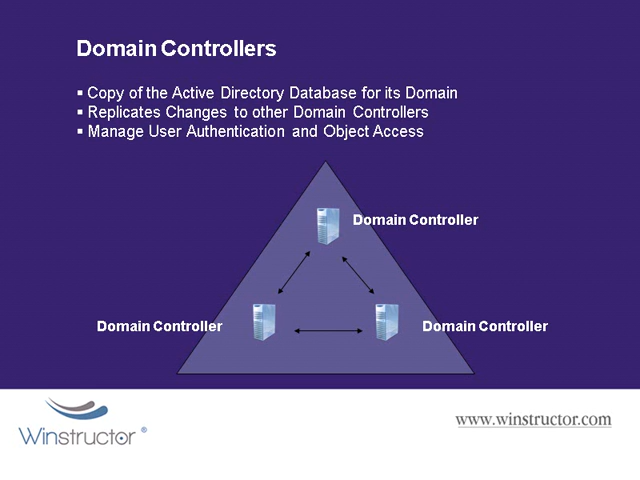 Domain Controllers
▪ Copy of the Active Directory Database for its Domain
▪ Replicates Changes to other Domain Controllers
▪ Manage User Authentication and Object Access
Domain Controller
Domain Controller
Domain Controller
Winstructor®
www.winstructor.com